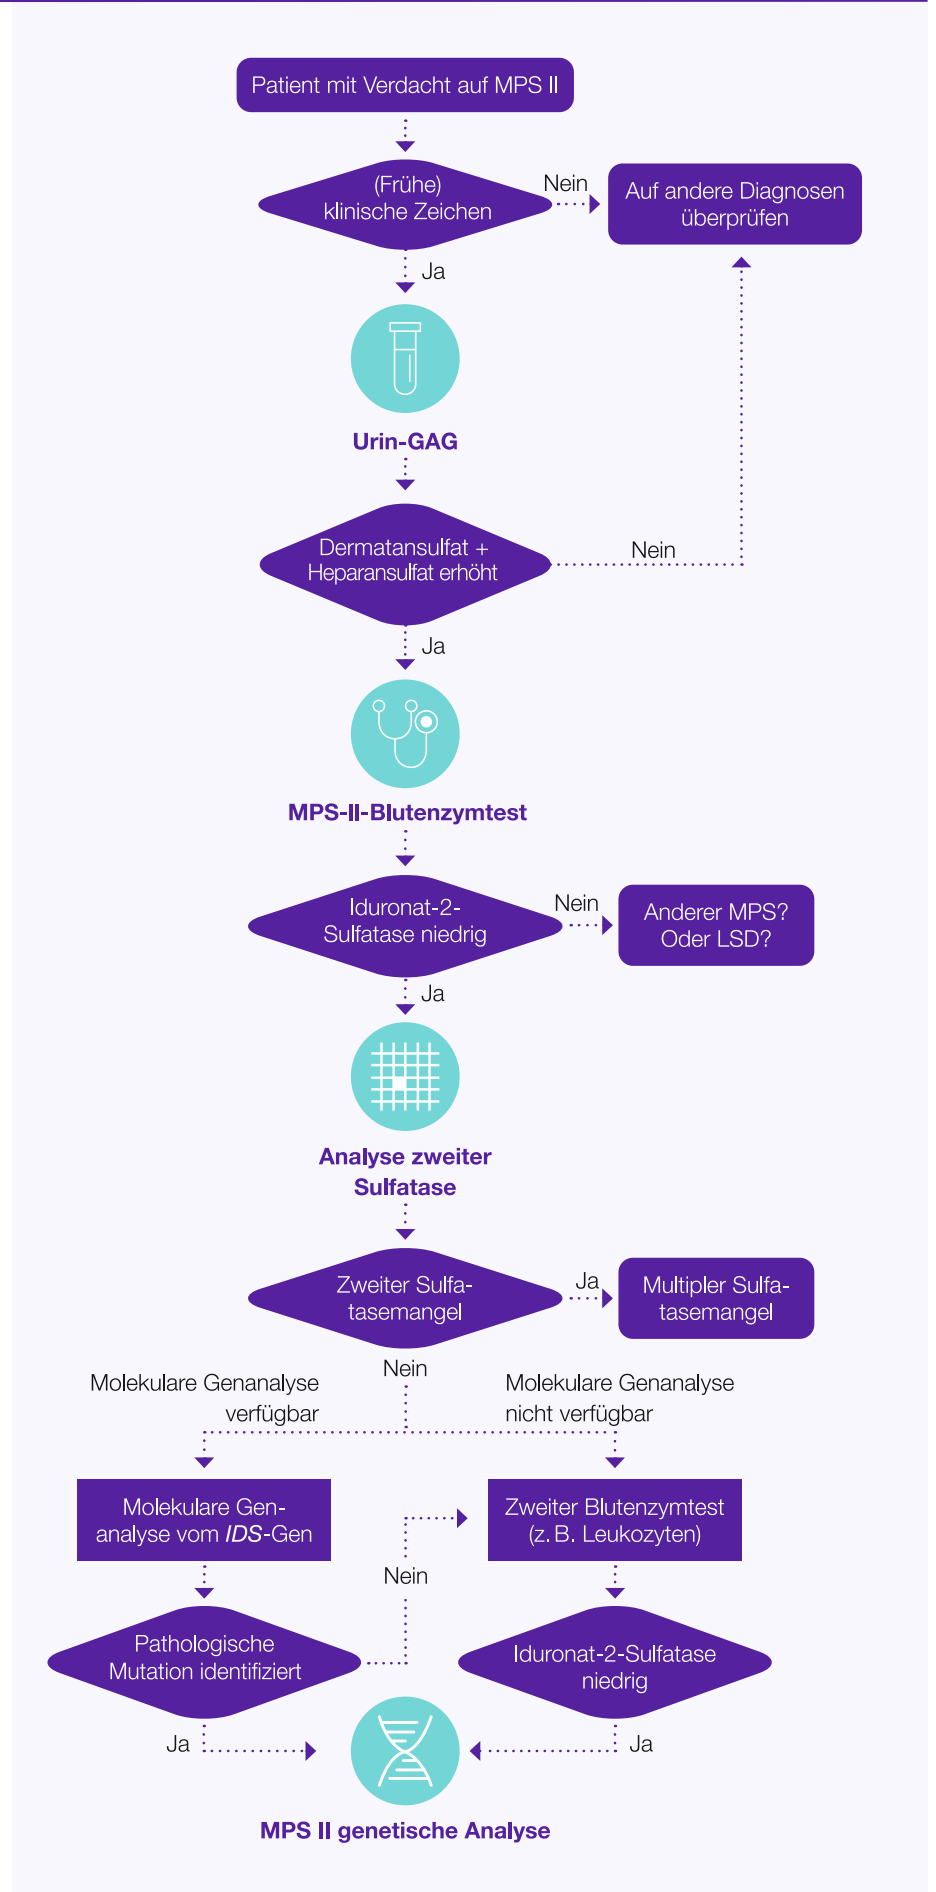 Patient mit Verdacht auf MPS II
(Frühe)
klinische Zeichen
Nein
Auf andere Diagnosen
überprüfen
Ja
Urin-GAG
Dermatansulfat +
Heparansulfat erhöht
Nein
Ja
MPS-II-Blutenzymtest
Iduronat-2-
Sulfatase niedrig
Nein
Anderer MPS?
Oder LSD?
Ja
Analyse zweiter
Sulfatase
Zweiter Sulfa-
tasemangel
Ja
Multipler Sulfa-
tasemangel
Nein
Molekulare Genanalyse
verfügbar
Molekulare Genanalyse
nicht verfügbar
Molekulare Gen-
analyse vom IDS-Gen
Zweiter Blutenzymtest
(z. B. Leukozyten)
Nein
Pathologische
Mutation identifiziert
Iduronat-2-Sulfatase
niedrig
Ja
Ja
MPS II genetische Analyse